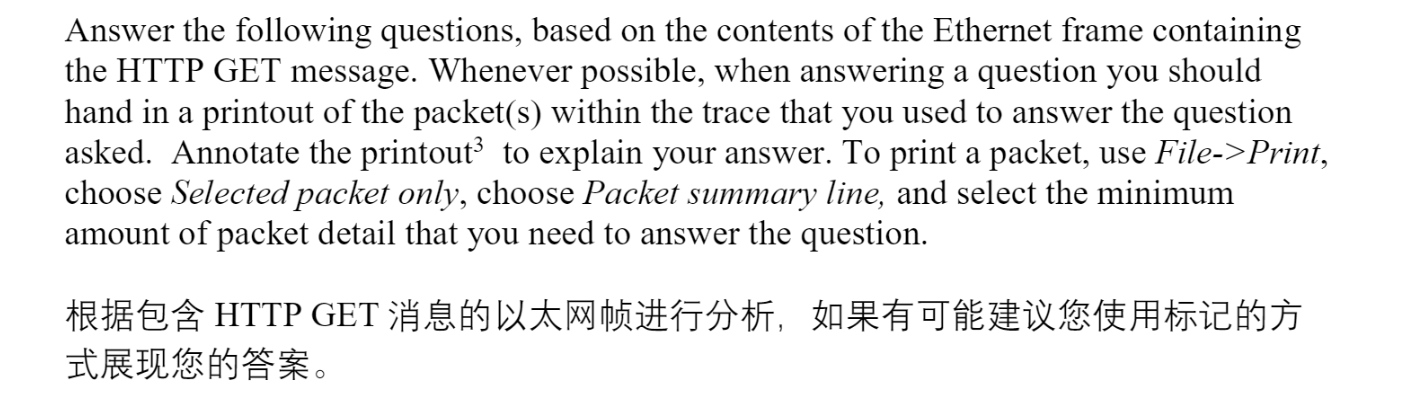 Answer the following questions, based on the contents of the Ethernet frame containing
the HTTP GET message. Whenever possible, when answering a question you should
hand in a printout of the packet(s) within the trace that you used to answer the question
asked.  Annotate the printout³  to explain your answer. To print a packet, use File->Print,
choose Selected packet only, choose Packet summary line, and select the minimum
amount of packet detail that you need to answer the question.
根据包含 HTTP GET 消息的以太网帧进行分析，如果有可能建议您使用标记的方
式展现您的答案。